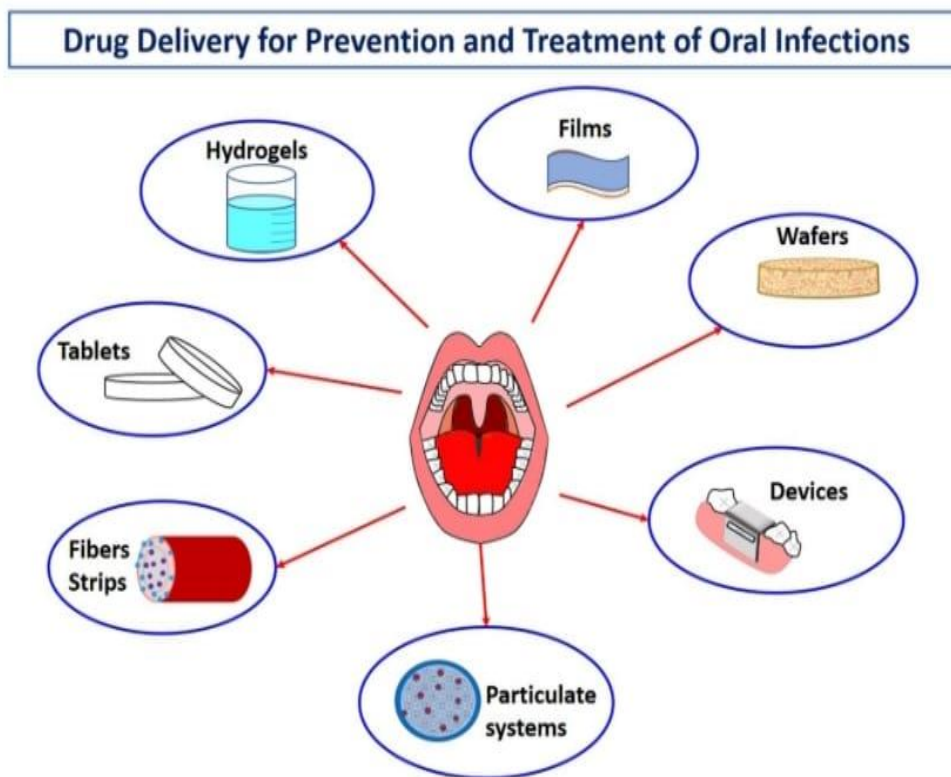 Drug Delivery for Prevention and Treatment of Oral Infections
Hydrogels
Films
Wafers
Tablets
Devices
Fibers
Strips
Particulate
systems